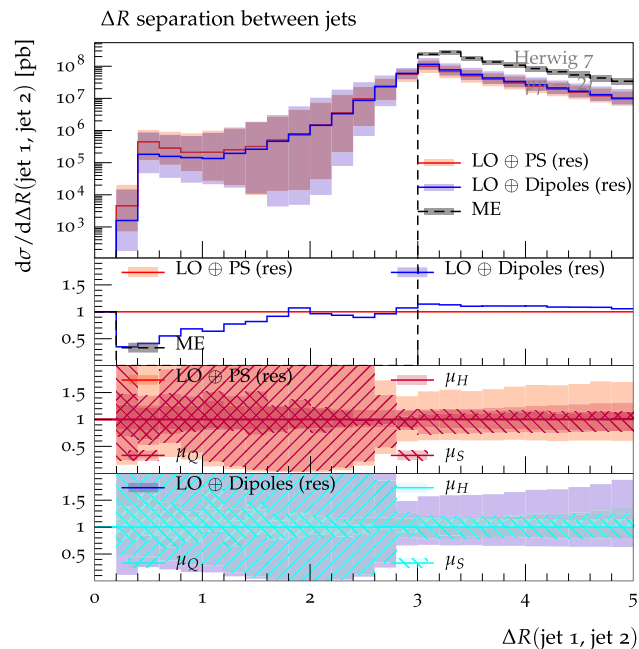 ΔR separation between jets
dσ/dΔR(jet 1, jet 2) [pb]
10^8
10^7
10^6
10^5
10^4
10^3
Herwig 7
LO ⊕ PS (res)
LO ⊕ Dipoles (res)
ME
LO ⊕ PS (res) LO ⊕ Dipoles (res)
1.5
1
0.5
ME
LO ⊕ PS (res) μ_H
1.5
1
0.5
μ_Q μ_S
LO ⊕ Dipoles (res) μ_H
1.5
1
0.5
μ_Q μ_S
0 1 2 3 4 5
ΔR(jet 1, jet 2)